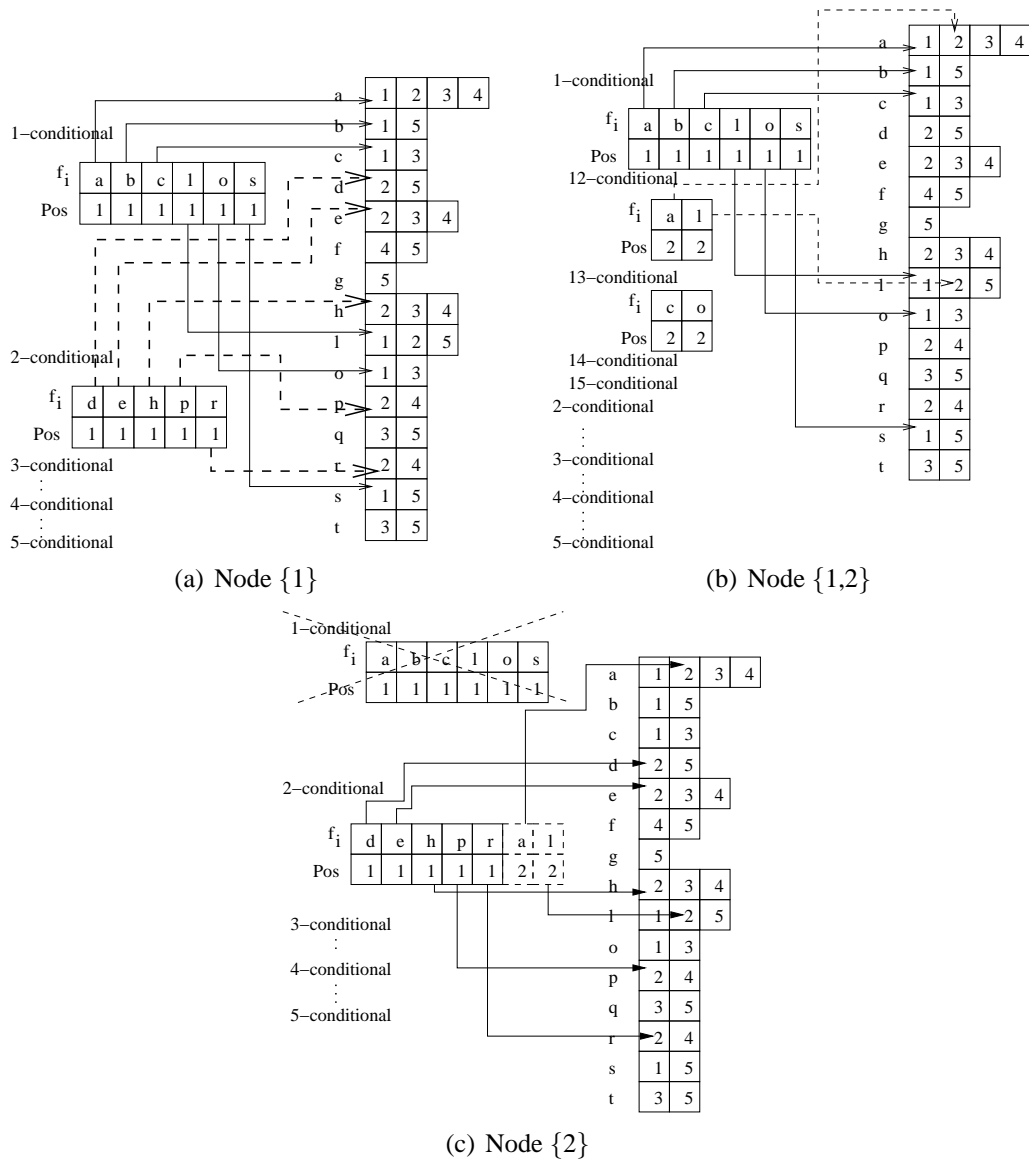 a 1 2 3 4
b 1 5
c 1 3
d 2 5
e 2 3 4
f 4 5
g 5
h 2 3 4
l 1 2 5
o 1 3
p 2 4
q 3 5
r 2 4
s 1 5
t 3 5
1–conditional
f i a b c l o s
Pos 1 1 1 1 1 1
2–conditional
f i d e h p r
Pos 1 1 1 1 1
3–conditional
4–conditional
5–conditional
(a) Node {1}
a 1 2 3 4
b 1 5
c 1 3
d 2 5
e 2 3 4
f 4 5
g 5
h 2 3 4
l 1 2 5
o 1 3
p 2 4
q 3 5
r 2 4
s 1 5
t 3 5
1–conditional
f i a b c l o s
Pos 1 1 1 1 1 1
12–conditional
f i a l
Pos 2 2
13–conditional
f i c o
Pos 2 2
14–conditional
15–conditional
2–conditional
3–conditional
4–conditional
5–conditional
(b) Node {1,2}
1–conditional
f i a b c l o s
Pos 1 1 1 1 1 1
2–conditional
f i d e h p r a l
Pos 1 1 1 1 1 2 2
3–conditional
4–conditional
5–conditional
a 1 2 3 4
b 1 5
c 1 3
d 2 5
e 2 3 4
f 4 5
g 5
h 2 3 4
l 1 2 5
o 1 3
p 2 4
q 3 5
r 2 4
s 1 5
t 3 5
(c) Node {2}